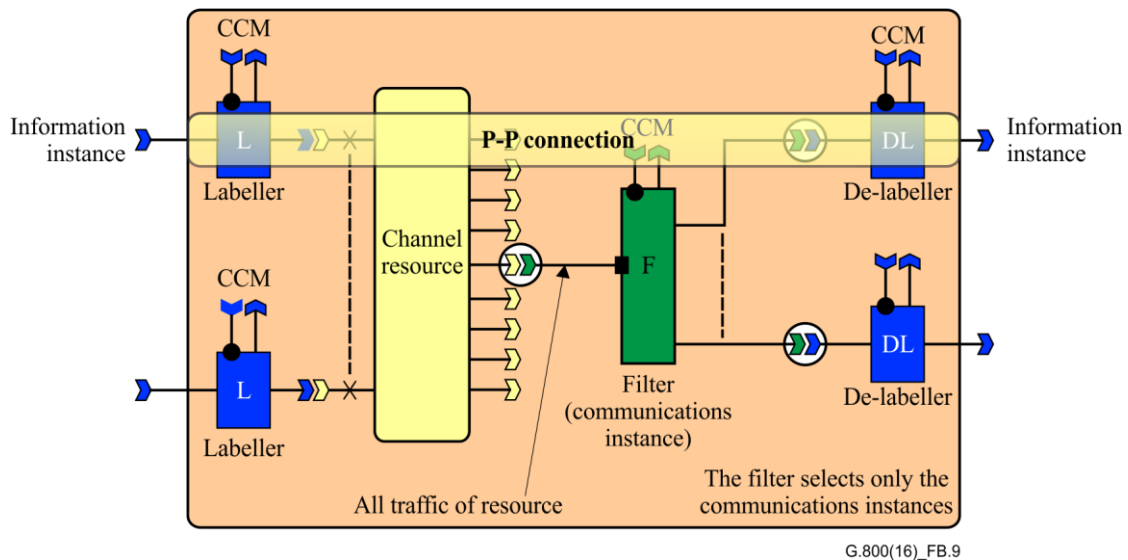 CCM
CCM
Information
instance
L
P-P connection
CCM
DL
Information
instance
Labeller
De-labeller
Channel
resource
F
CCM
CCM
L
DL
Labeller
Filter
(communications
instance)
De-labeller
All traffic of resource
The filter selects only the
communications instances
G.800(16)_FB.9